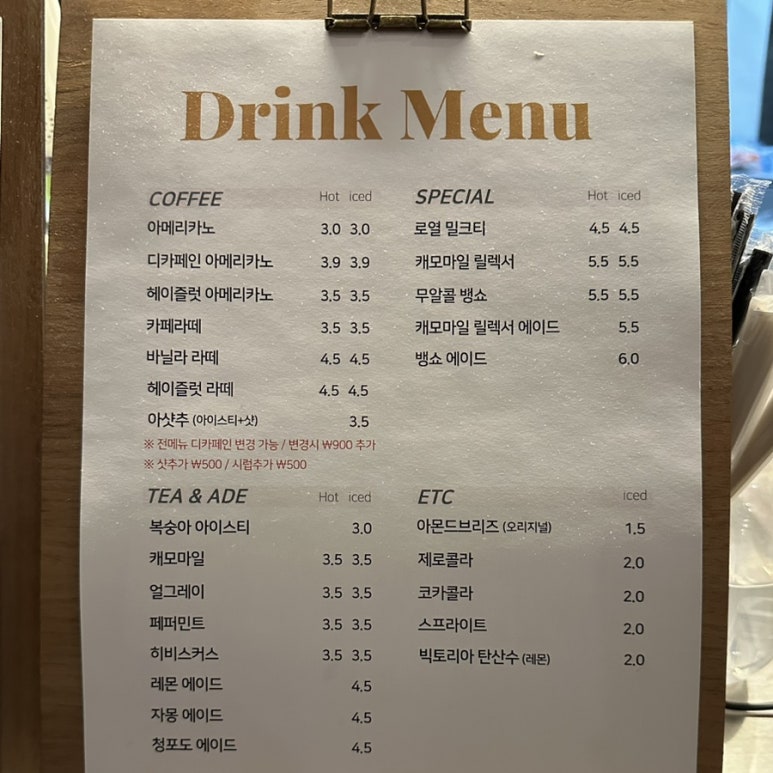 Drink Menu
COFFEE Hot iced
아메리카노 3.0 3.0
디카페인 아메리카노 3.9 3.9
헤이즐럿 아메리카노 3.5 3.5
카페라떼 3.5 3.5
바닐라 라떼 4.5 4.5
헤이즐럿 라떼 4.5 4.5
아샷추 (아이스티+샷) 3.5
※ 전메뉴 디카페인 변경 가능 / 변경시 ₩900 추가
※ 샷추가 ₩500 / 시럽추가 ₩500
SPECIAL Hot iced
로열 밀크티 4.5 4.5
캐모마일 릴렉서 5.5 5.5
무알콜 뱅쇼 5.5 5.5
캐모마일 릴렉서 에이드 5.5
뱅쇼 에이드 6.0
TEA & ADE Hot iced
복숭아 아이스티 3.0
캐모마일 3.5 3.5
얼그레이 3.5 3.5
페퍼민트 3.5 3.5
히비스커스 3.5 3.5
레몬 에이드 4.5
자몽 에이드 4.5
청포도 에이드 4.5
ETC iced
아몬드브리즈 (오리지널) 1.5
제로콜라 2.0
코카콜라 2.0
스프라이트 2.0
빅토리아 탄산수 (레몬) 2.0